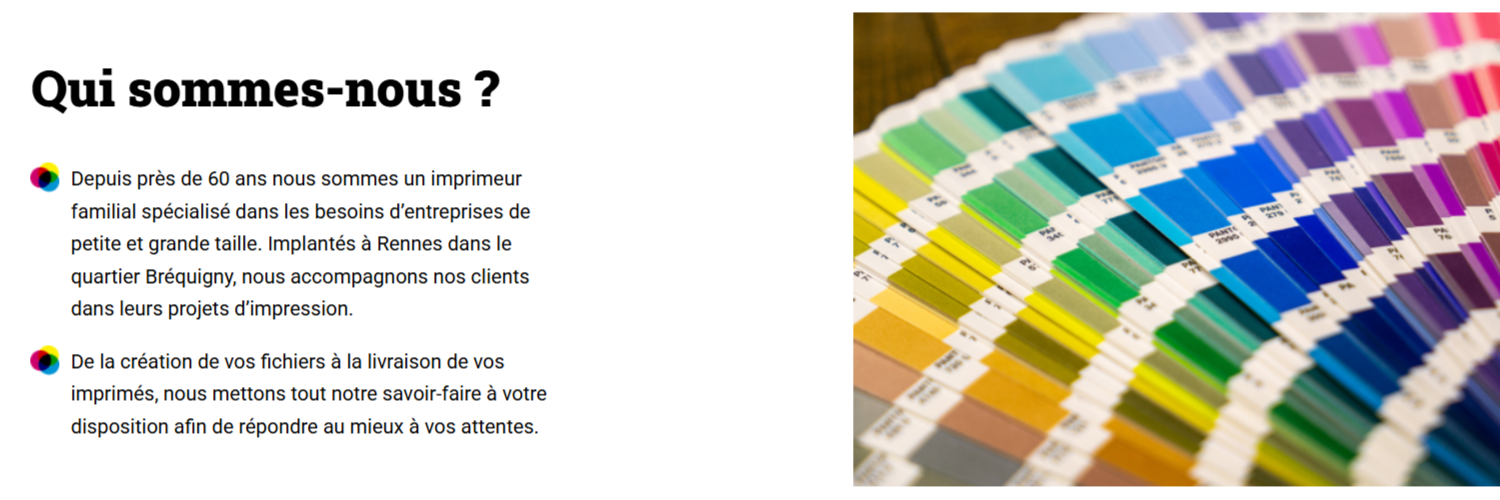 Qui sommes-nous ?
Depuis près de 60 ans nous sommes un imprimeur
familial spécialisé dans les besoins d’entreprises de
petite et grande taille. Implantés à Rennes dans le
quartier Bréquigny, nous accompagnons nos clients
dans leurs projets d’impression.
De la création de vos fichiers à la livraison de vos
imprimés, nous mettons tout notre savoir-faire à votre
disposition afin de répondre au mieux à vos attentes.